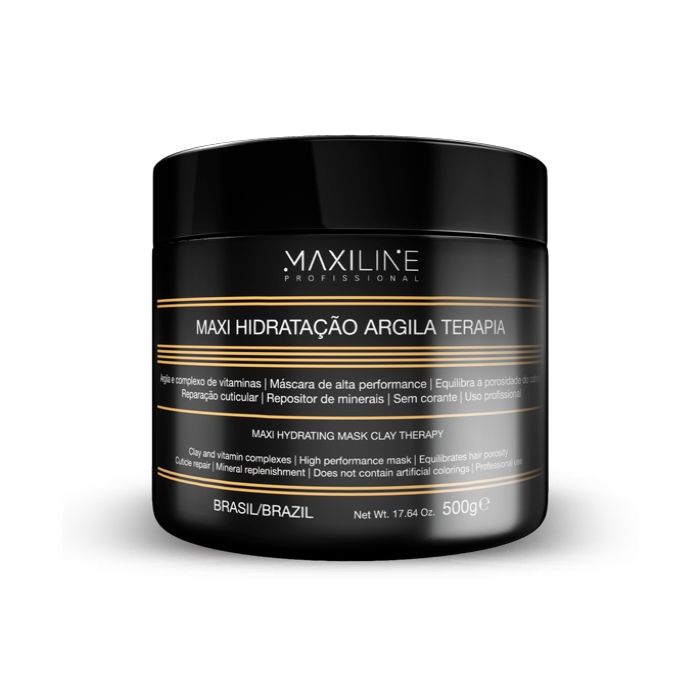 MAXILINE
PROFISSIONAL
MAXI HIDRATAÇÃO ARGILA TERAPIA
Argila e complexo de vitaminas | Máscara de alta performance | Equilibra a porosidade do
Reparação cuticular | Repositor de minerais | Sem corante | Uso profissional
MAXI HYDRATING MASK CLAY THERAPY
Clay and vitamin complexes | High performance mask | Equilibrates hair porosity
Cuticle repair | Mineral replenishment | Does not contain artificial colorings | Professional use
BRASIL/BRAZIL Net Wt. 17.64 Oz. 500g℮